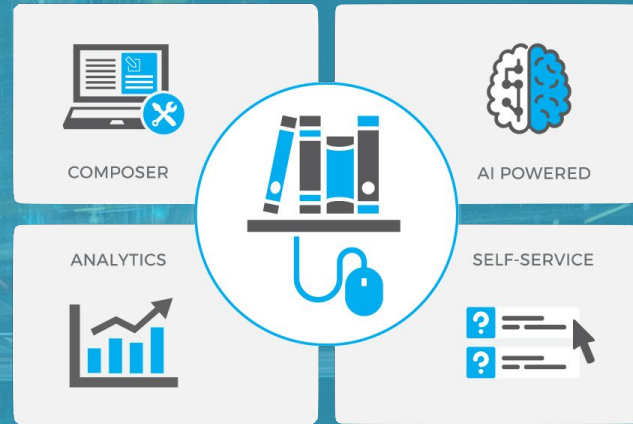 COMPOSER
AI POWERED
ANALYTICS
SELF-SERVICE
?
?